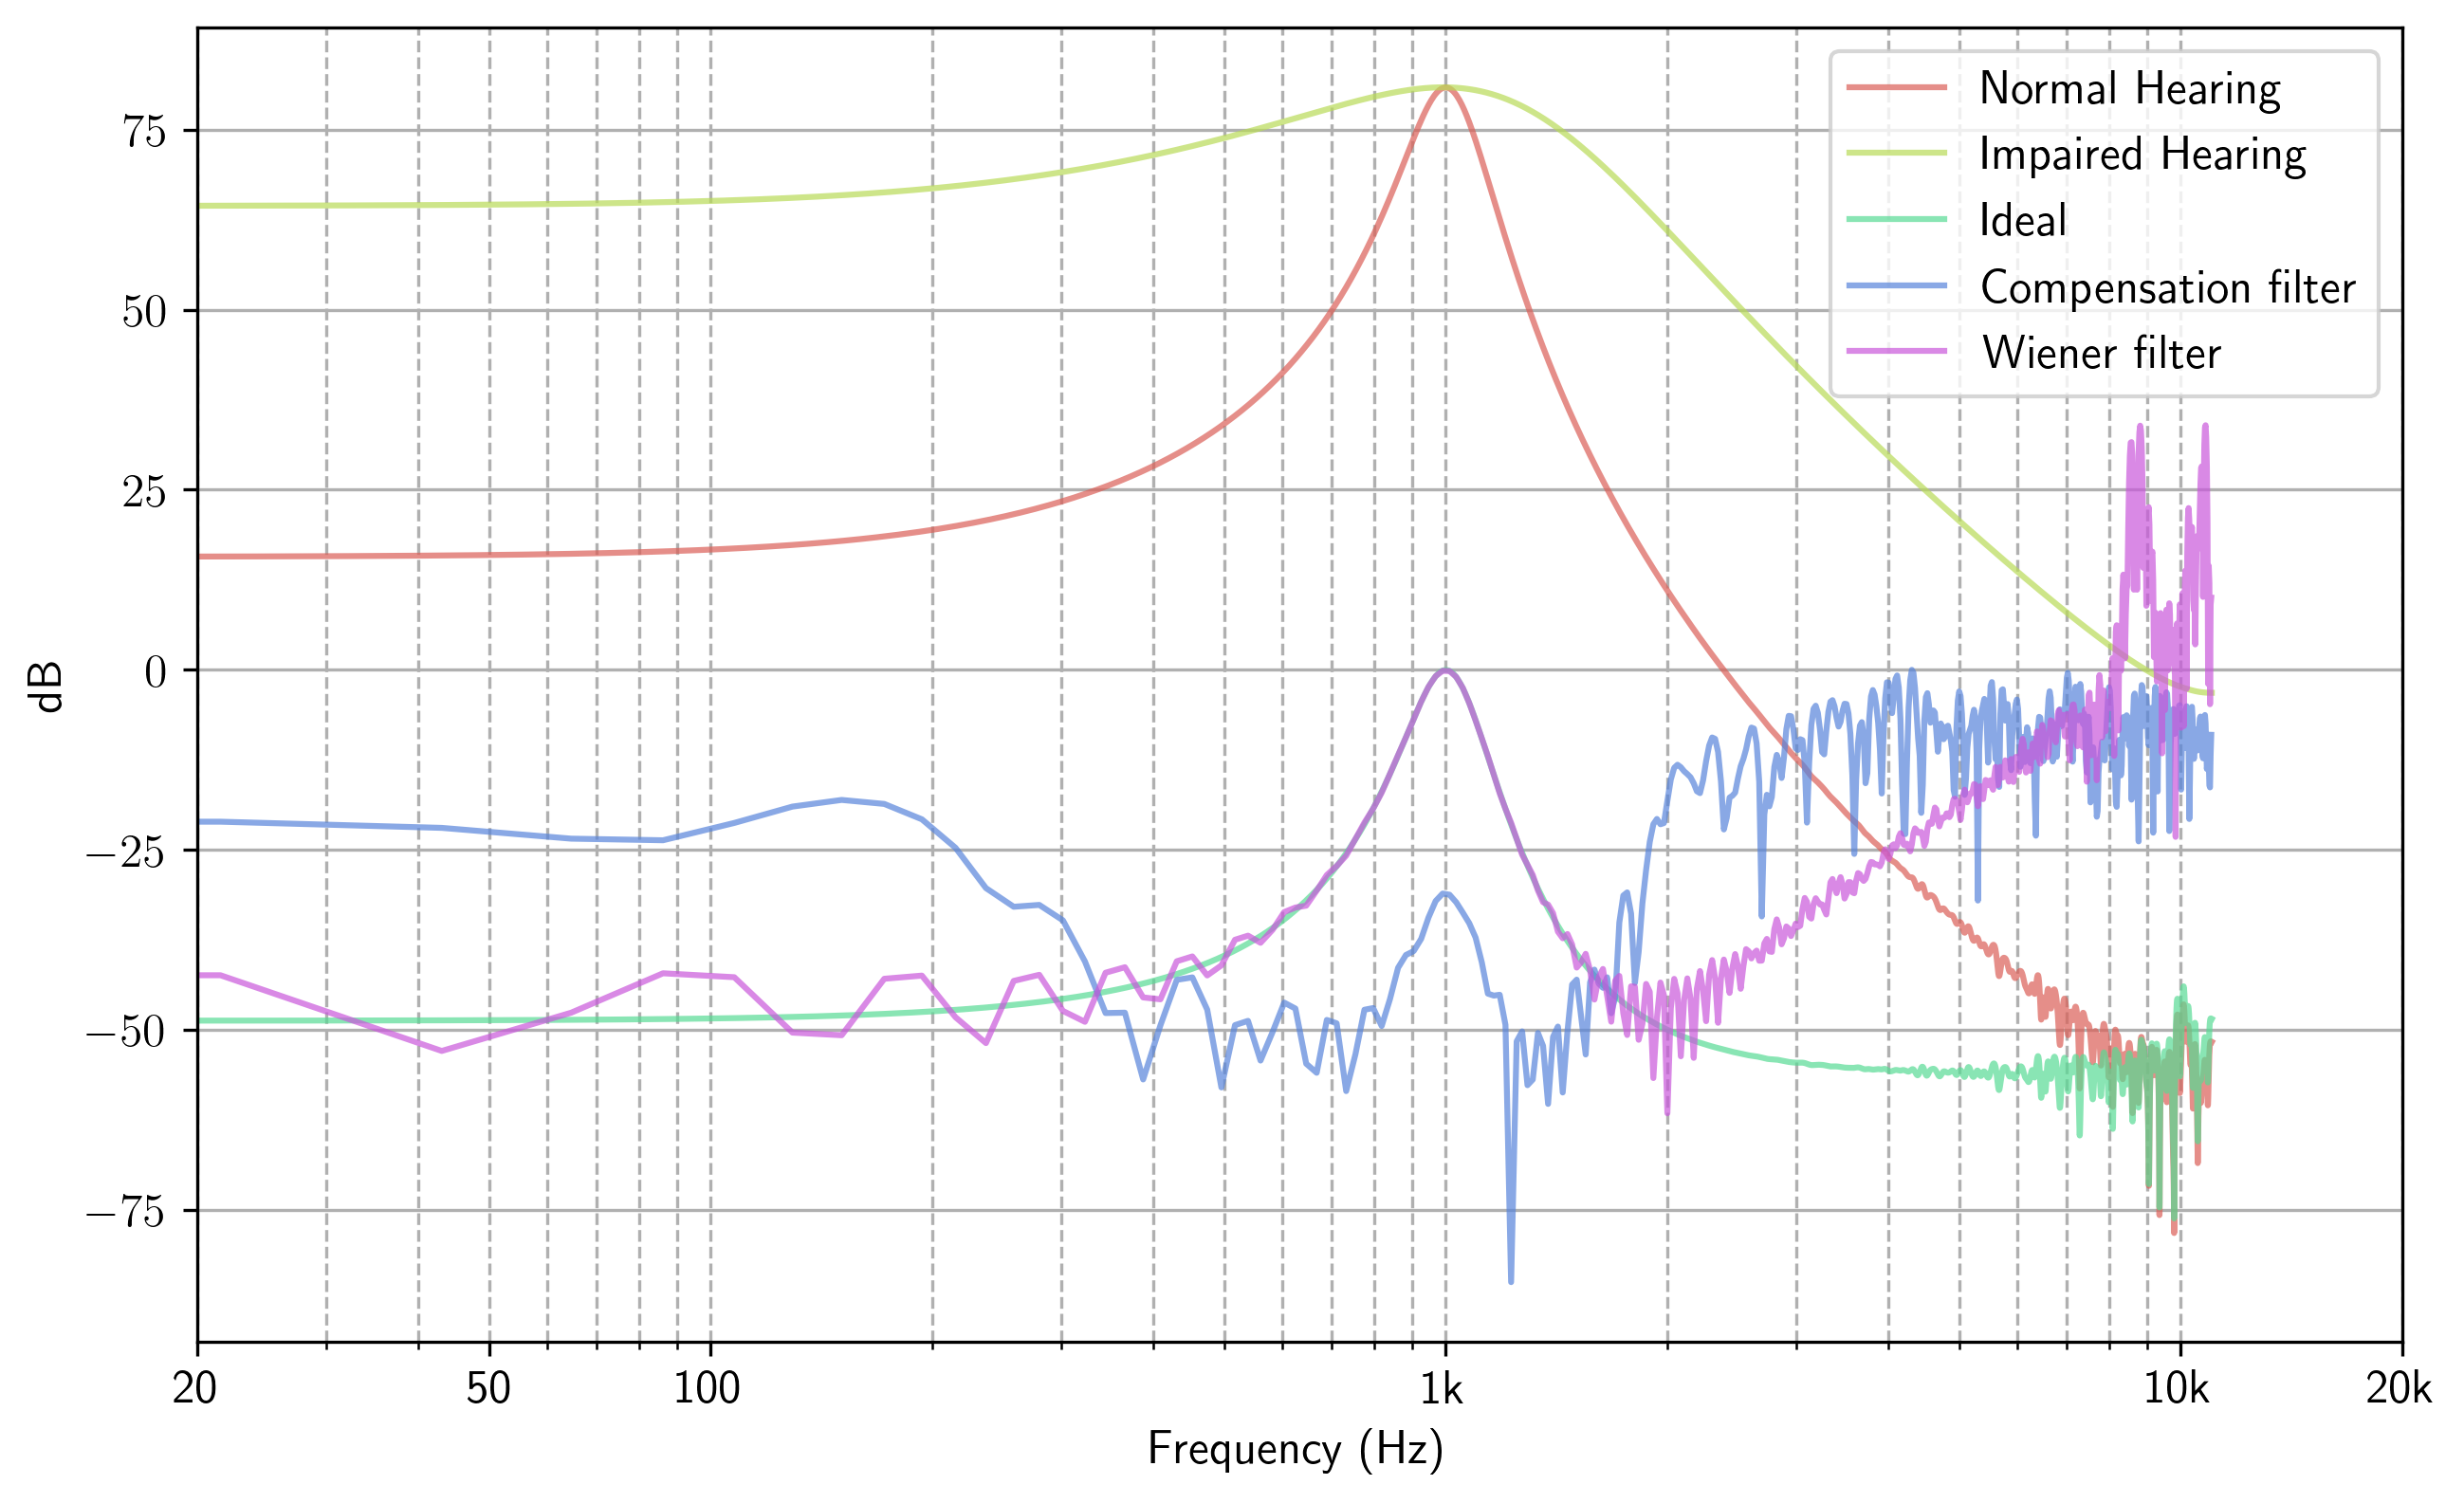 Normal Hearing
Impaired Hearing
Ideal
Compensation filter
Wiener filter
75
50
25
0
−25
−50
−75
dB
20 50 100 1k 10k 20k
Frequency (Hz)